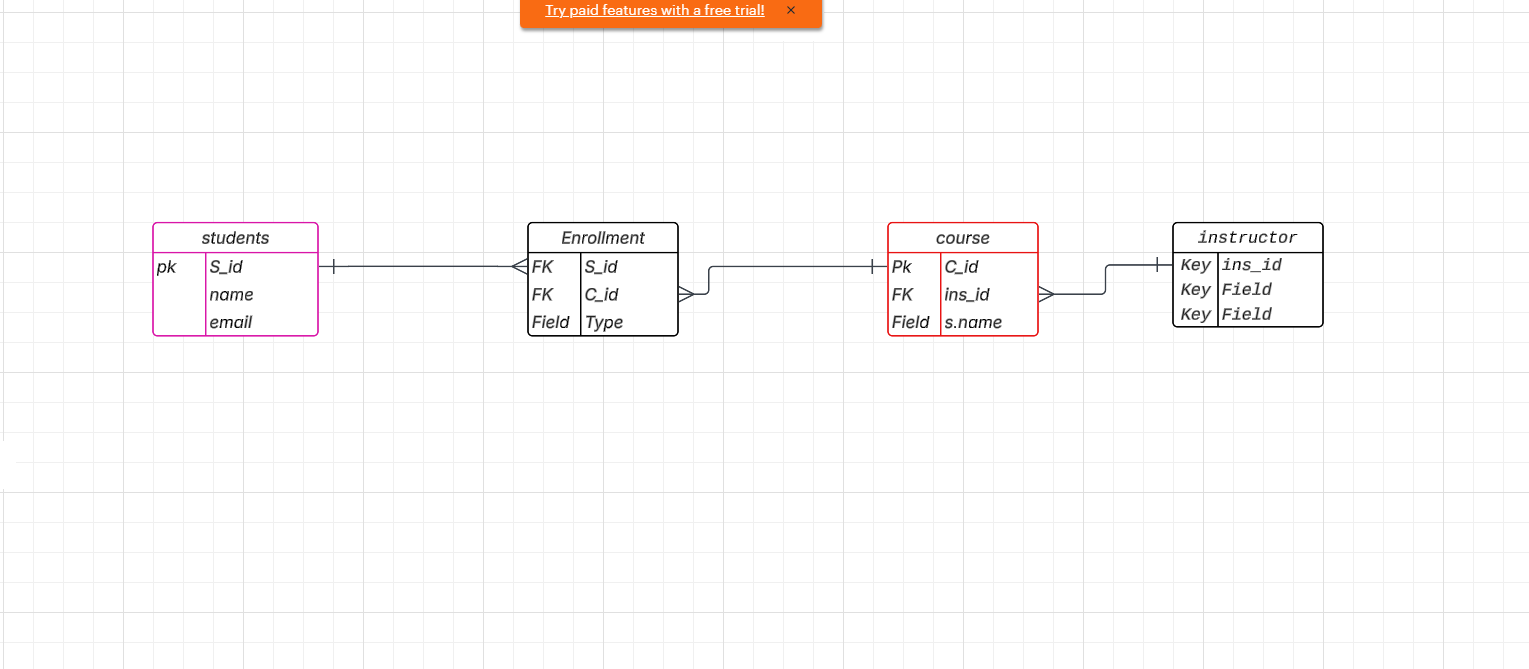 Try paid features with a free trial! ×
students
pk S_id
name
email
Enrollment
FK S_id
FK C_id
Field Type
course
Pk C_id
FK ins_id
Field s.name
instructor
Key ins_id
Key Field
Key Field